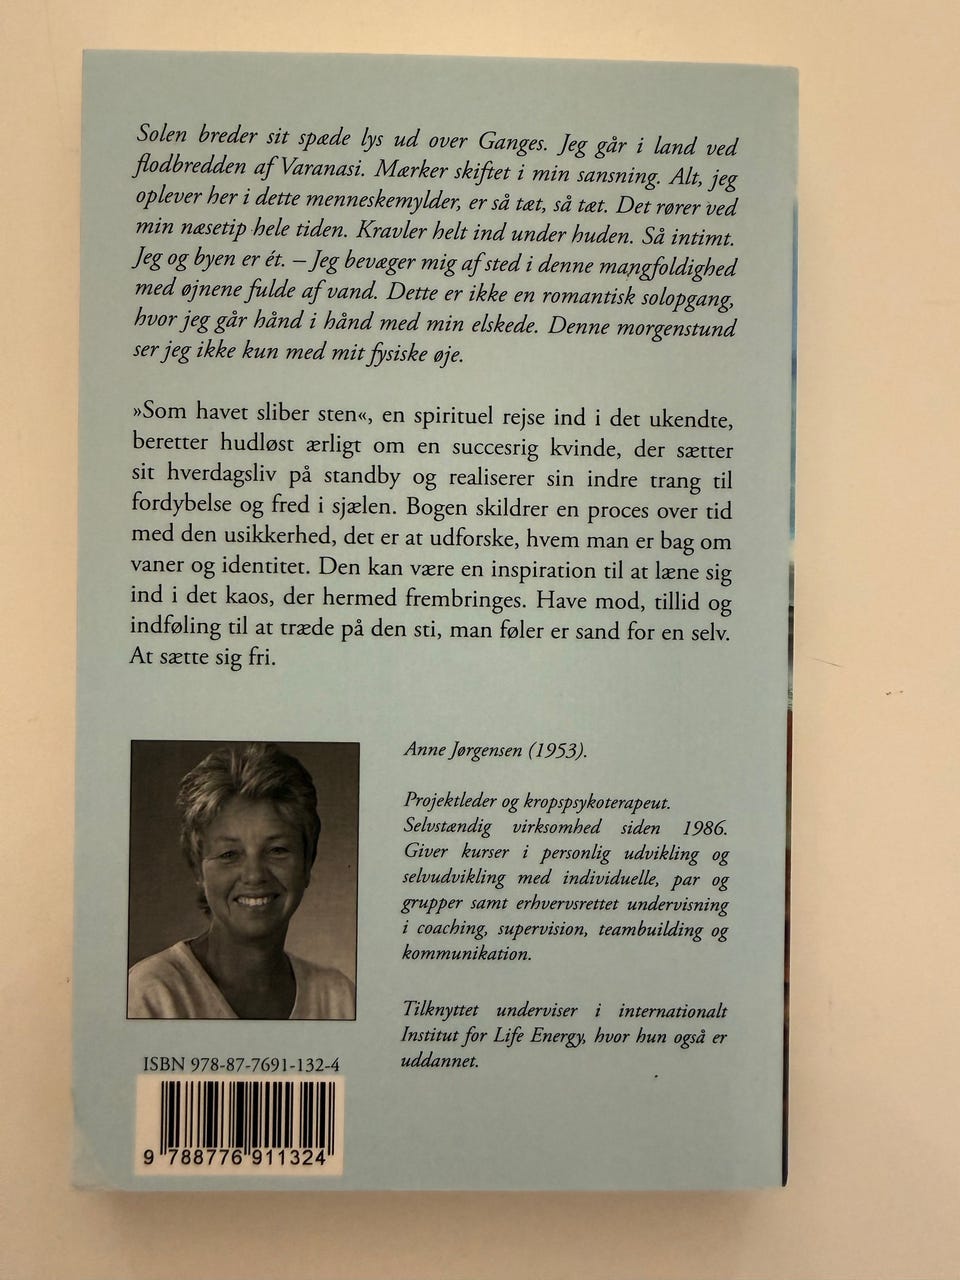 Solen breder sit spæde lys ud over Ganges. Jeg går i land ved
flodbredden af Varanasi. Mærker skiftet i min sansning. Alt, jeg
oplever her i dette menneskemylder, er så tæt, så tæt. Det rører ved
min næsetip hele tiden. Kravler helt ind under huden. Så intimt.
Jeg og byen er ét. – Jeg bevæger mig af sted i denne mangfoldighed
med øjnene fulde af vand. Dette er ikke en romantisk solopgang,
hvor jeg går hånd i hånd med min elskede. Denne morgenstund
ser jeg ikke kun med mit fysiske øje.
»Som havet sliber sten«, en spirituel rejse ind i det ukendte,
beretter hudløst ærligt om en succesrig kvinde, der sætter
sit hverdagsliv på standby og realiserer sin indre trang til
fordybelse og fred i sjælen. Bogen skildrer en proces over tid
med den usikkerhed, det er at udforske, hvem man er bag om
vaner og identitet. Den kan være en inspiration til at læne sig
ind i det kaos, der hermed frembringes. Have mod, tillid og
indføling til at træde på den sti, man føler er sand for en selv.
At sætte sig fri.
Anne Jørgensen (1953).
Projektleder og kropspsykoterapeut.
Selvstændig virksomhed siden 1986.
Giver kurser i personlig udvikling og
selvudvikling med individuelle, par og
grupper samt erhvervsrettet undervisning
i coaching, supervision, teambuilding og
kommunikation.
Tilknyttet underviser i internationalt
Institut for Life Energy, hvor hun også er
uddannet.
ISBN 978-87-7691-132-4
9 788776 911324